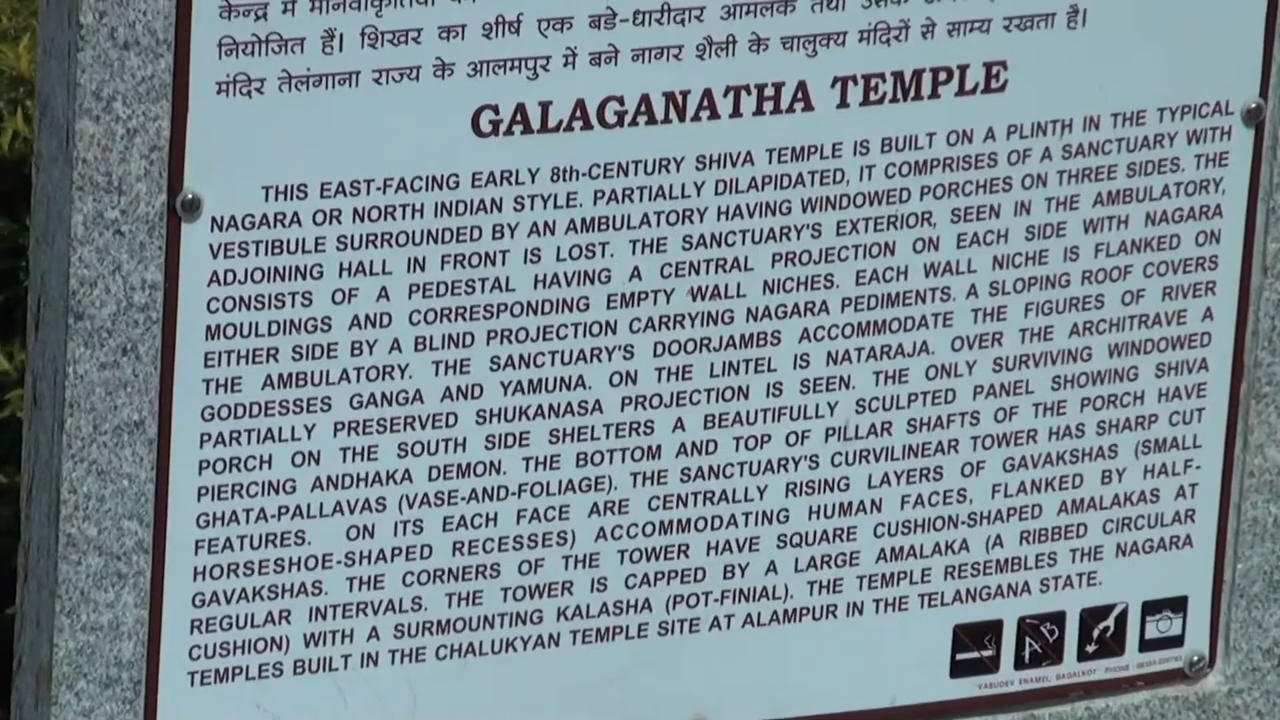 केन्द्र में मानवाकृतियों
नियोजित हैं। शिखर का शीर्ष एक बडे-धारीदार आमलक तथा
मंदिर तेलंगाना राज्य के आलमपुर में बने नागर शैली के चालुक्य मंदिरों से साम्य रखता है।
GALAGANATHA TEMPLE
THIS EAST-FACING EARLY 8th-CENTURY SHIVA TEMPLE IS BUILT ON A PLINTH IN THE TYPICAL
NAGARA OR NORTH INDIAN STYLE. PARTIALLY DILAPIDATED, IT COMPRISES OF A SANCTUARY WITH
VESTIBULE SURROUNDED BY AN AMBULATORY HAVING WINDOWED PORCHES ON THREE SIDES. THE
ADJOINING HALL IN FRONT IS LOST. THE SANCTUARY'S EXTERIOR, SEEN IN THE AMBULATORY,
CONSISTS OF A PEDESTAL HAVING A CENTRAL PROJECTION ON EACH SIDE WITH NAGARA
MOULDINGS AND CORRESPONDING EMPTY WALL NICHES. EACH WALL NICHE IS FLANKED ON
EITHER SIDE BY A BLIND PROJECTION CARRYING NAGARA PEDIMENTS. A SLOPING ROOF COVERS
THE AMBULATORY. THE SANCTUARY'S DOORJAMBS ACCOMMODATE THE FIGURES OF RIVER
GODDESSES GANGA AND YAMUNA. ON THE LINTEL IS NATARAJA. OVER THE ARCHITRAVE A
PARTIALLY PRESERVED SHUKANASA PROJECTION IS SEEN. THE ONLY SURVIVING WINDOWED
PORCH ON THE SOUTH SIDE SHELTERS A BEAUTIFULLY SCULPTED PANEL SHOWING SHIVA
PIERCING ANDHAKA DEMON. THE BOTTOM AND TOP OF PILLAR SHAFTS OF THE PORCH HAVE
GHATA-PALLAVAS (VASE-AND-FOLIAGE). THE SANCTUARY'S CURVILINEAR TOWER HAS SHARP CUT
FEATURES. ON ITS EACH FACE ARE CENTRALLY RISING LAYERS OF GAVAKSHAS (SMALL
HORSESHOE-SHAPED RECESSES) ACCOMMODATING HUMAN FACES, FLANKED BY HALF-
GAVAKSHAS. THE CORNERS OF THE TOWER HAVE SQUARE CUSHION-SHAPED AMALAKAS AT
REGULAR INTERVALS. THE TOWER IS CAPPED BY A LARGE AMALAKA (A RIBBED CIRCULAR
CUSHION) WITH A SURMOUNTING KALASHA (POT-FINIAL). THE TEMPLE RESEMBLES THE NAGARA
TEMPLES BUILT IN THE CHALUKYAN TEMPLE SITE AT ALAMPUR IN THE TELANGANA STATE.
A B
VASUDEV ENAMEL, BAGALKOT PHONE :